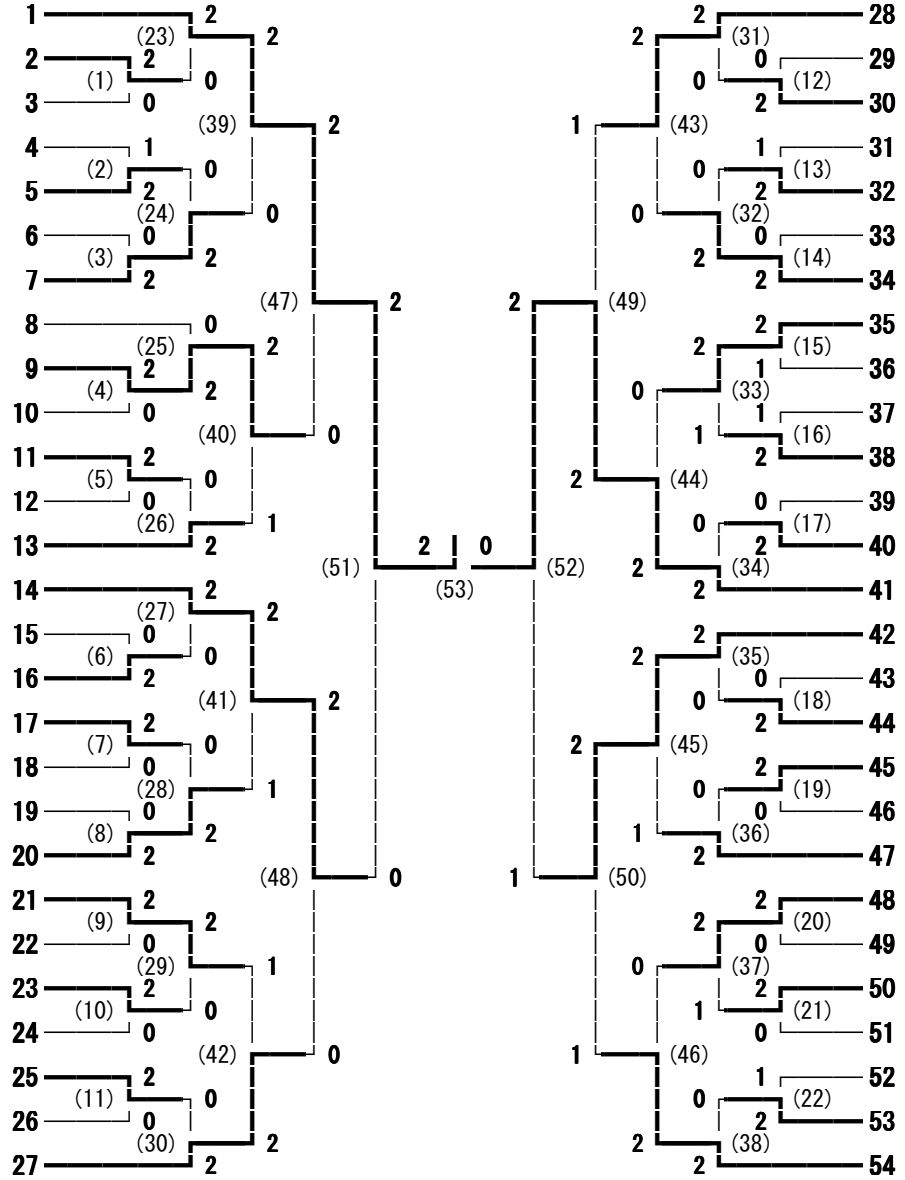 1 2 2 28
(23) 2 2 (31)
2 2 0 29
(1) 0 0 (12)
3 0 2 30
(39) 2 1 (43)
4 1 1 31
(2) 0 0 (13)
5 2 2 32
(24) 0 0 (32)
6 0 0 33
(3) 2 2 (14)
7 2 2 34
(47) 2 2 (49)
8 0 2 35
(25) 2 2 (15)
9 2 1 36
(4) 2 0 (33)
10 0 1 37
(40) 0 1 (16)
11 2 2 38
(5) 0 2 (44)
12 0 0 39
(26) 1 0 (17)
13 2 2 0 2 40
(51) (53) (52) 2 (34)
14 2 2 41
(27) 2
15 0 2 42
(6) 0 2 (35)
16 2 0 43
(41) 2 0 (18)
17 2 2 44
(7) 0 2 (45)
18 0 2 45
(28) 1 0 (19)
19 0 0 46
(8) 2 1 (36)
20 2 2 47
(48) 0 1 (50)
21 2 2 48
(9) 2 2 (20)
22 0 0 49
(29) 1 0 (37)
23 2 2 50
(10) 0 1 (21)
24 0 0 51
(42) 0 1 (46)
25 2 1 52
(11) 0 0 (22)
26 0 2 53
(30) 2 2 (38)
27 2 2 54